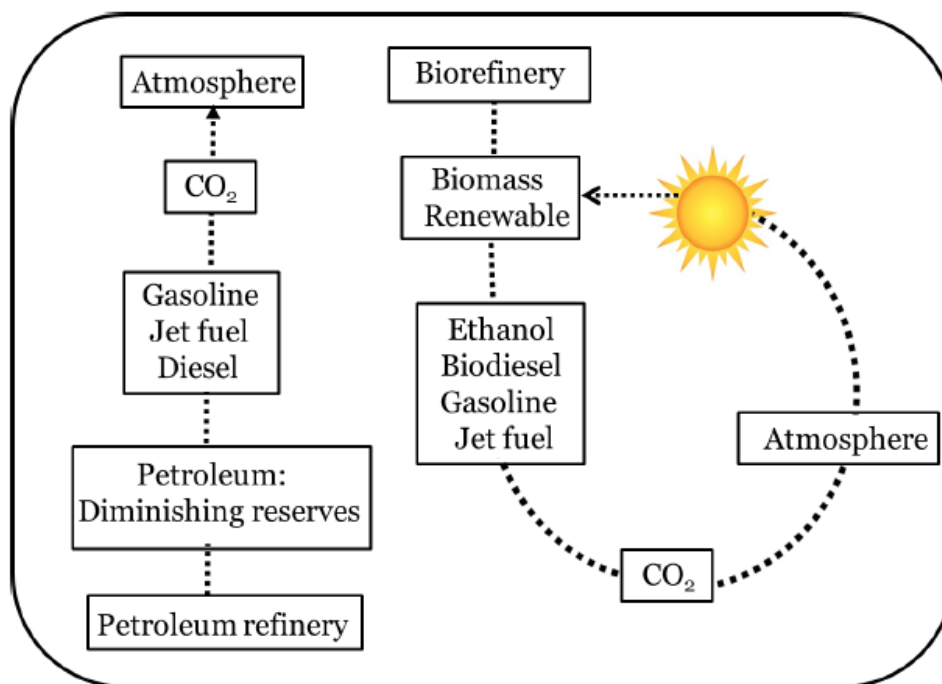 Atmosphere
CO₂
Gasoline
Jet fuel
Diesel
Petroleum:
Diminishing reserves
Petroleum refinery
Biorefinery
Biomass
Renewable
Ethanol
Biodiesel
Gasoline
Jet fuel
CO₂
Atmosphere